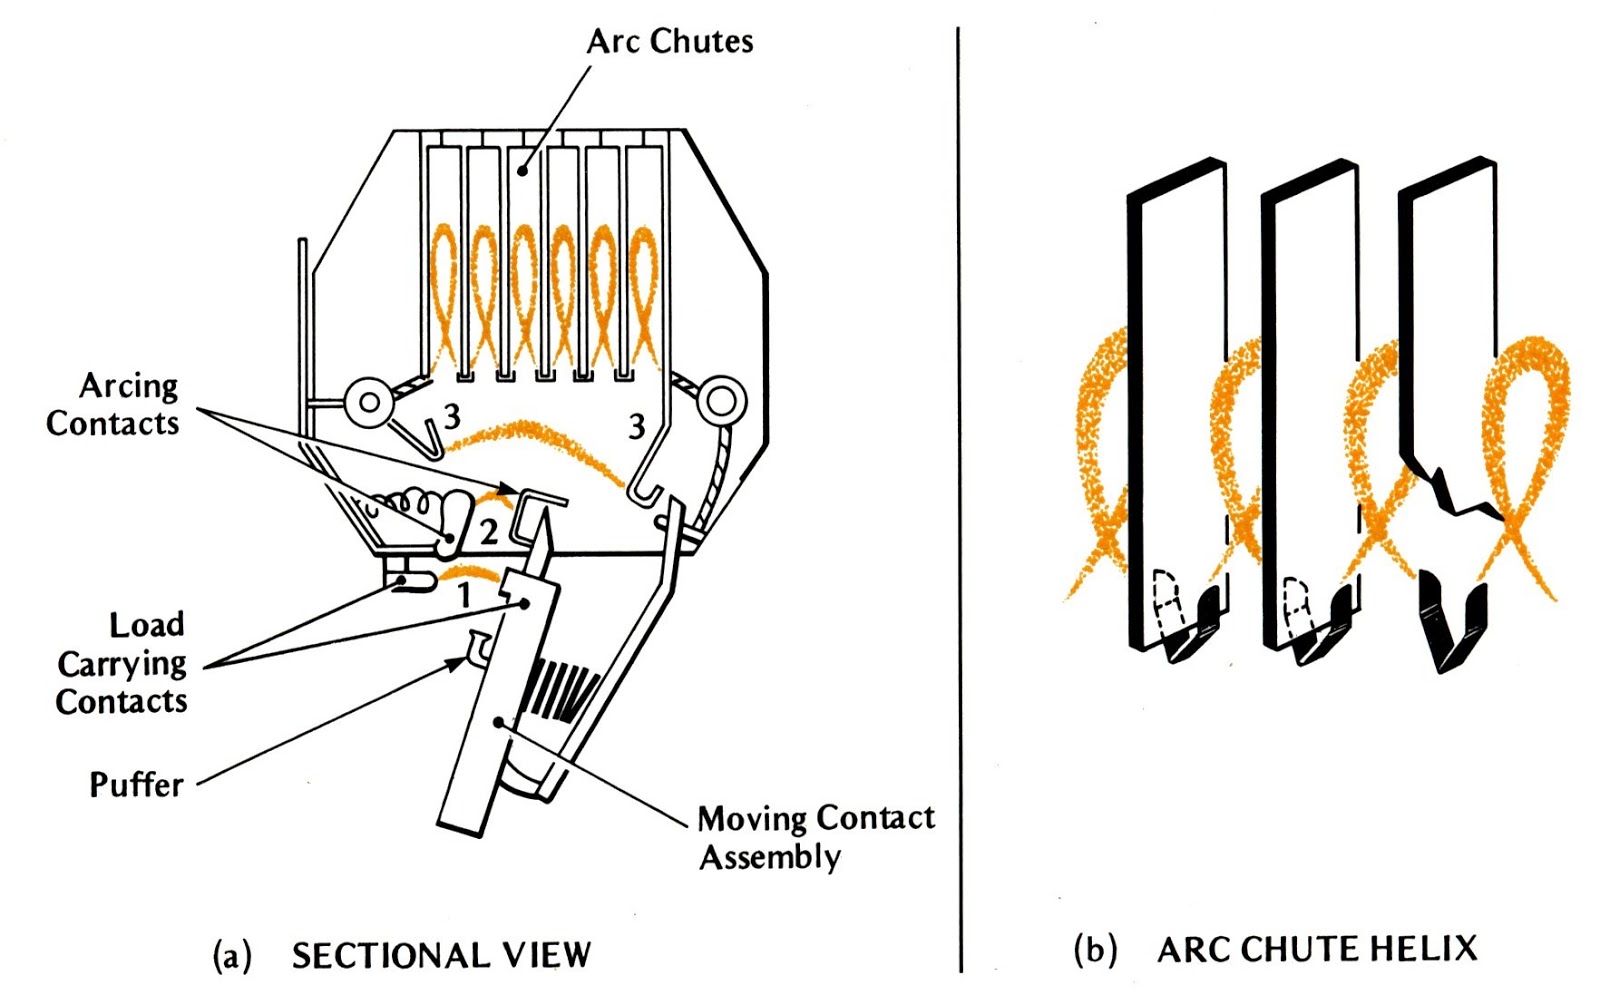 Arc Chutes
Arcing
Contacts
3
3
2
1
Load
Carrying
Contacts
Puffer
Moving Contact
Assembly
(a) SECTIONAL VIEW
(b) ARC CHUTE HELIX